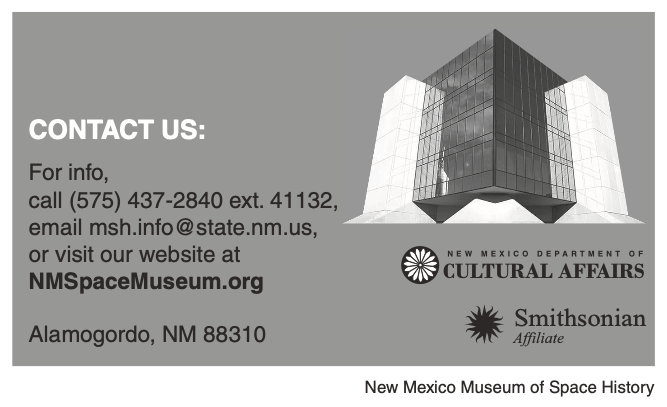 CONTACT US:
For info,
call (575) 437-2840 ext. 41132,
email msh.info@state.nm.us,
or visit our website at
NMSpaceMuseum.org
Alamogordo, NM 88310
NEW MEXICO DEPARTMENT OF
CULTURAL AFFAIRS
Smithsonian
Affiliate
New Mexico Museum of Space History